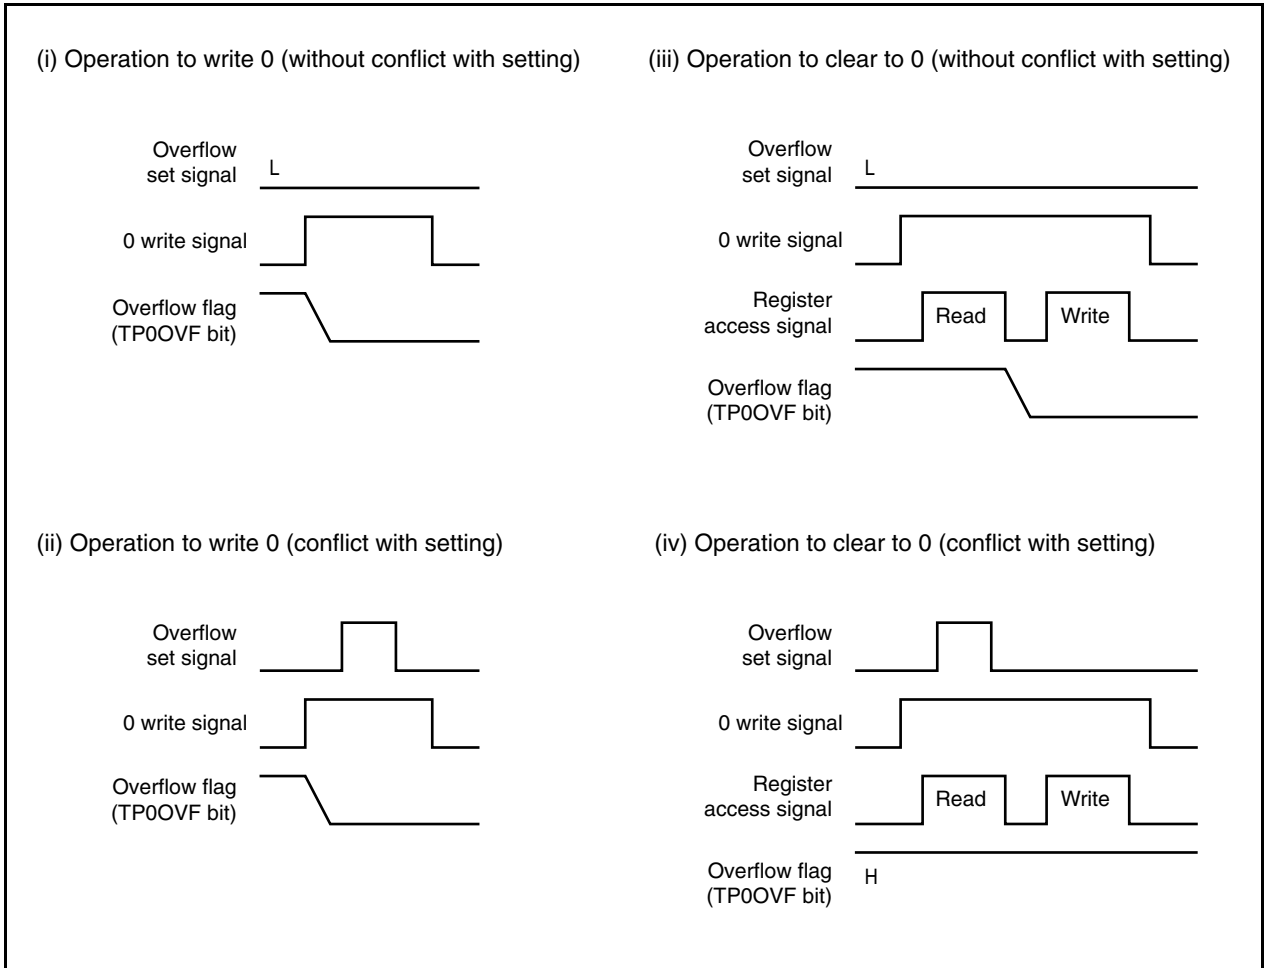 (i) Operation to write 0 (without conflict with setting)
Overflow
set signal
L
0 write signal
Overflow flag
(TP0OVF bit)
(iii) Operation to clear to 0 (without conflict with setting)
Overflow
set signal
L
0 write signal
Register
access signal
Read
Write
Overflow flag
(TP0OVF bit)
(ii) Operation to write 0 (conflict with setting)
Overflow
set signal
0 write signal
Overflow flag
(TP0OVF bit)
(iv) Operation to clear to 0 (conflict with setting)
Overflow
set signal
0 write signal
Register
access signal
Read
Write
Overflow flag
(TP0OVF bit)
H